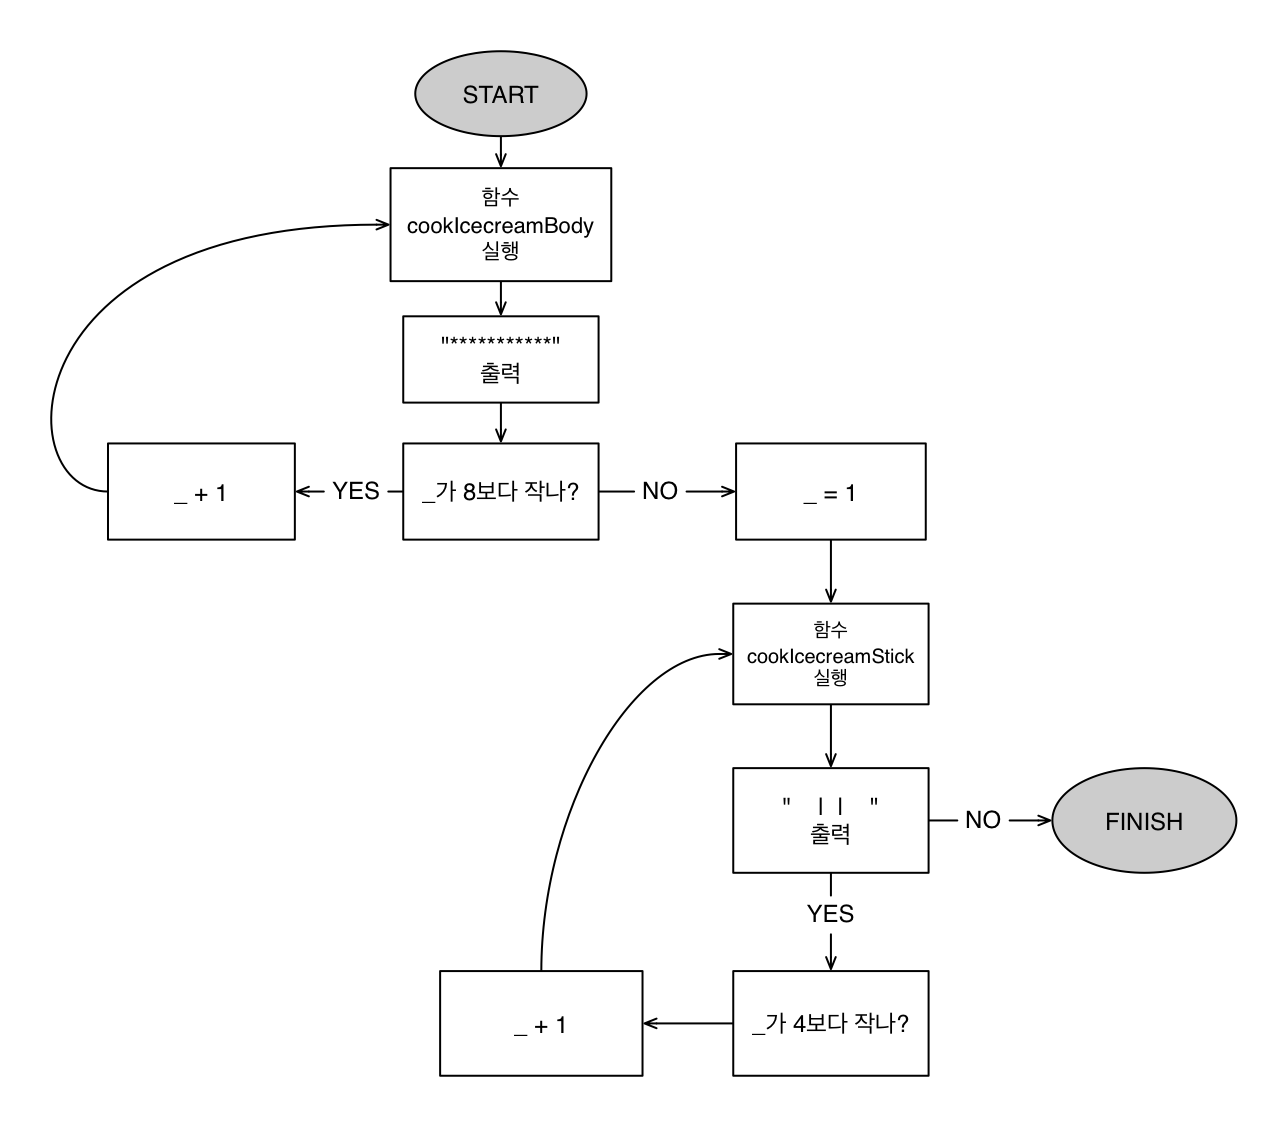 START
함수
cookIcecreamBody
실행
"***********"
출력
_ + 1
YES
_가 8보다 작나?
NO
_ = 1
함수
cookIcecreamStick
실행
"    | |    "
출력
NO
FINISH
YES
_ + 1
_가 4보다 작나?